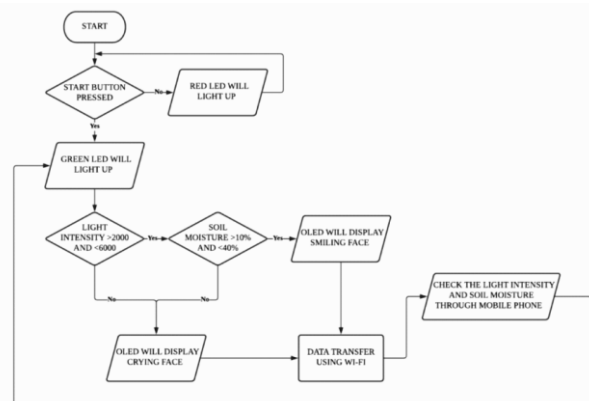 START
START BUTTON
PRESSED
No
RED LED WILL
LIGHT UP
Yes
GREEN LED WILL
LIGHT UP
LIGHT
INTENSITY >2000
AND <6000
Yes
SOIL
MOISTURE >10%
AND <40%
Yes
OLED WILL DISPLAY
SMILING FACE
No
No
CHECK THE LIGHT INTENSITY
AND SOIL MOISTURE
THROUGH MOBILE PHONE
OLED WILL DISPLAY
CRYING FACE
DATA TRANSFER
USING WI-FI